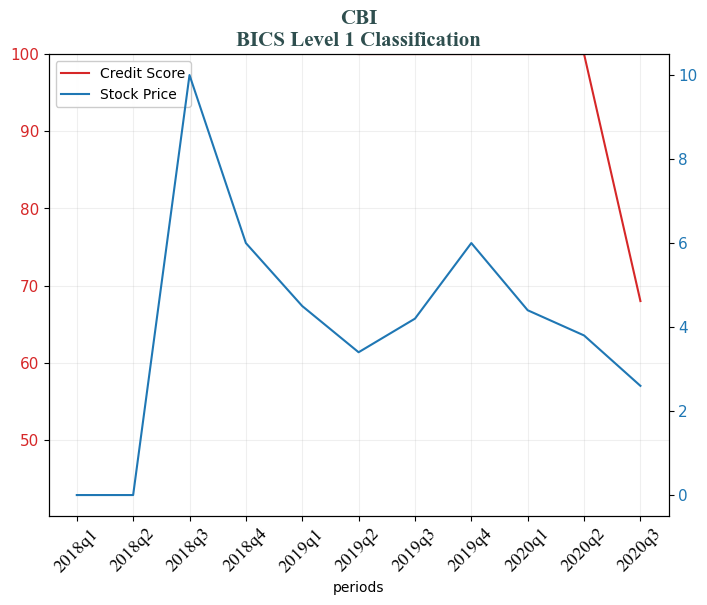 CBI
BICS Level 1 Classification
Credit Score
Stock Price
100
90
80
70
60
50
10
8
6
4
2
0
2018q1
2018q2
2018q3
2018q4
2019q1
2019q2
2019q3
2019q4
2020q1
2020q2
2020q3
periods